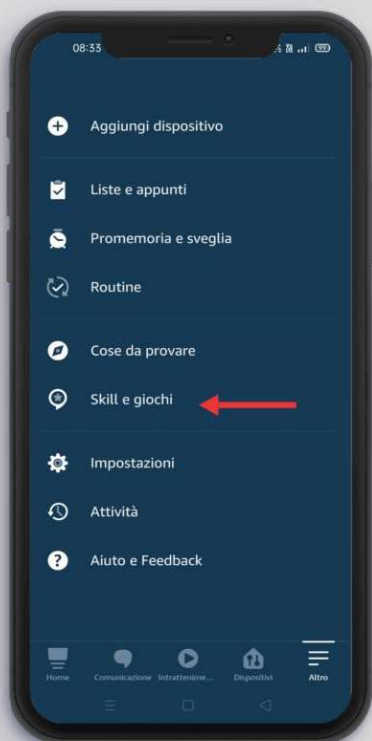 08:33
Aggiungi dispositivo
Liste e appunti
Promemoria e sveglia
Routine
Cose da provare
Skill e giochi
Impostazioni
Attività
Aiuto e Feedback
Home Comunicazione Intrattenime... Dispositivi Altro